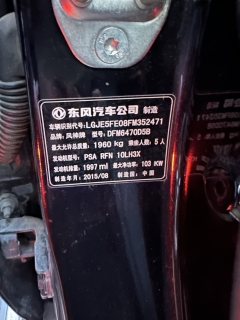 东风汽车公司 制造
车辆识别代号: LGJE5FE08FM352471
品牌: 风神牌 型号: DFM6470D5B
最大允许总质量: 1960 kg 乘坐人数: 5 人
发动机型号: PSA RFN 10LH3X
发动机排量: 1997 ml 最大净功率: 103 KW
制造年月: 2015/08 制造国: 中国